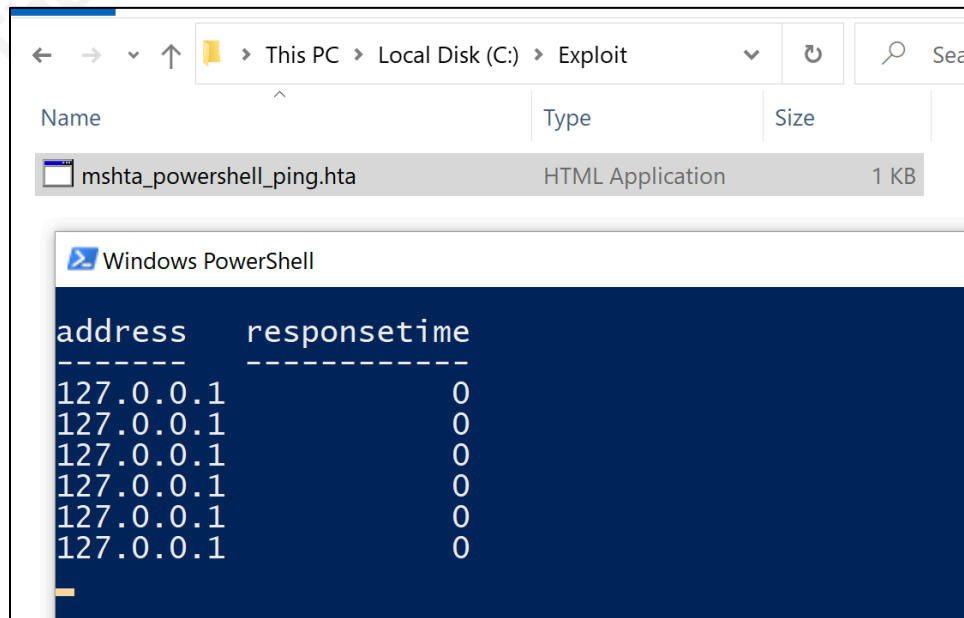 This PC > Local Disk (C:) > Exploit
Sea
Name Type Size
mshta_powershell_ping.hta HTML Application 1 KB
Windows PowerShell
address responsetime
------- ------------
127.0.0.1 0
127.0.0.1 0
127.0.0.1 0
127.0.0.1 0
127.0.0.1 0
127.0.0.1 0